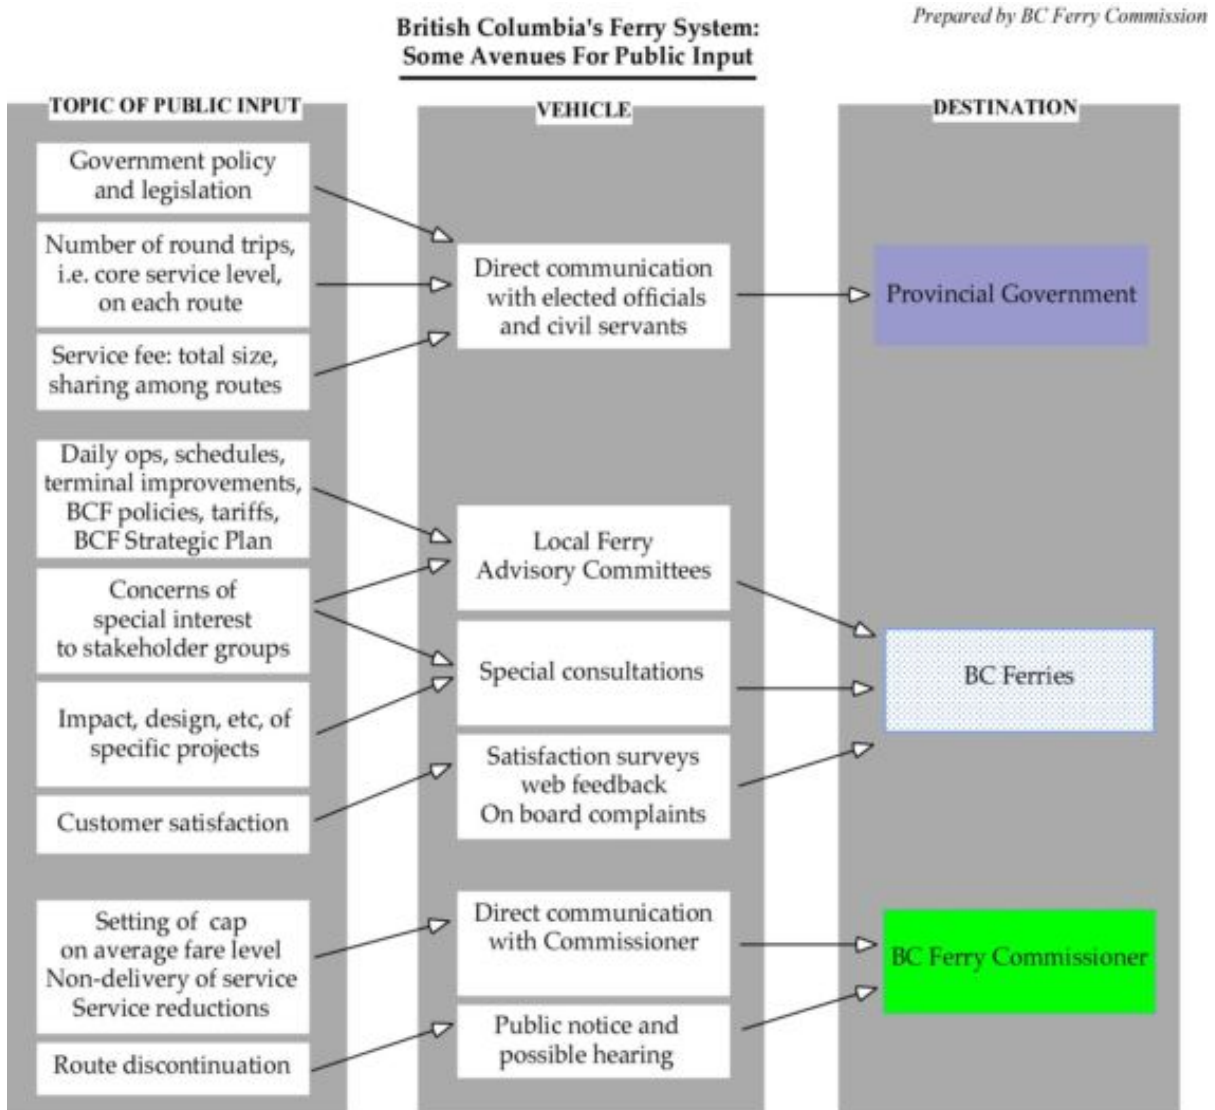 Prepared by BC Ferry Commission
British Columbia's Ferry System:
Some Avenues For Public Input
TOPIC OF PUBLIC INPUT
Government policy
and legislation
Number of round trips,
i.e. core service level,
on each route
Service fee: total size,
sharing among routes
Daily ops, schedules,
terminal improvements,
BCF policies, tariffs,
BCF Strategic Plan
Concerns of
special interest
to stakeholder groups
Impact, design, etc, of
specific projects
Customer satisfaction
Setting of cap
on average fare level
Non-delivery of service
Service reductions
Route discontinuation
VEHICLE
Direct communication
with elected officials
and civil servants
Local Ferry
Advisory Committees
Special consultations
Satisfaction surveys
web feedback
On board complaints
Direct communication
with Commissioner
Public notice and
possible hearing
DESTINATION
Provincial Government
BC Ferries
BC Ferry Commissioner